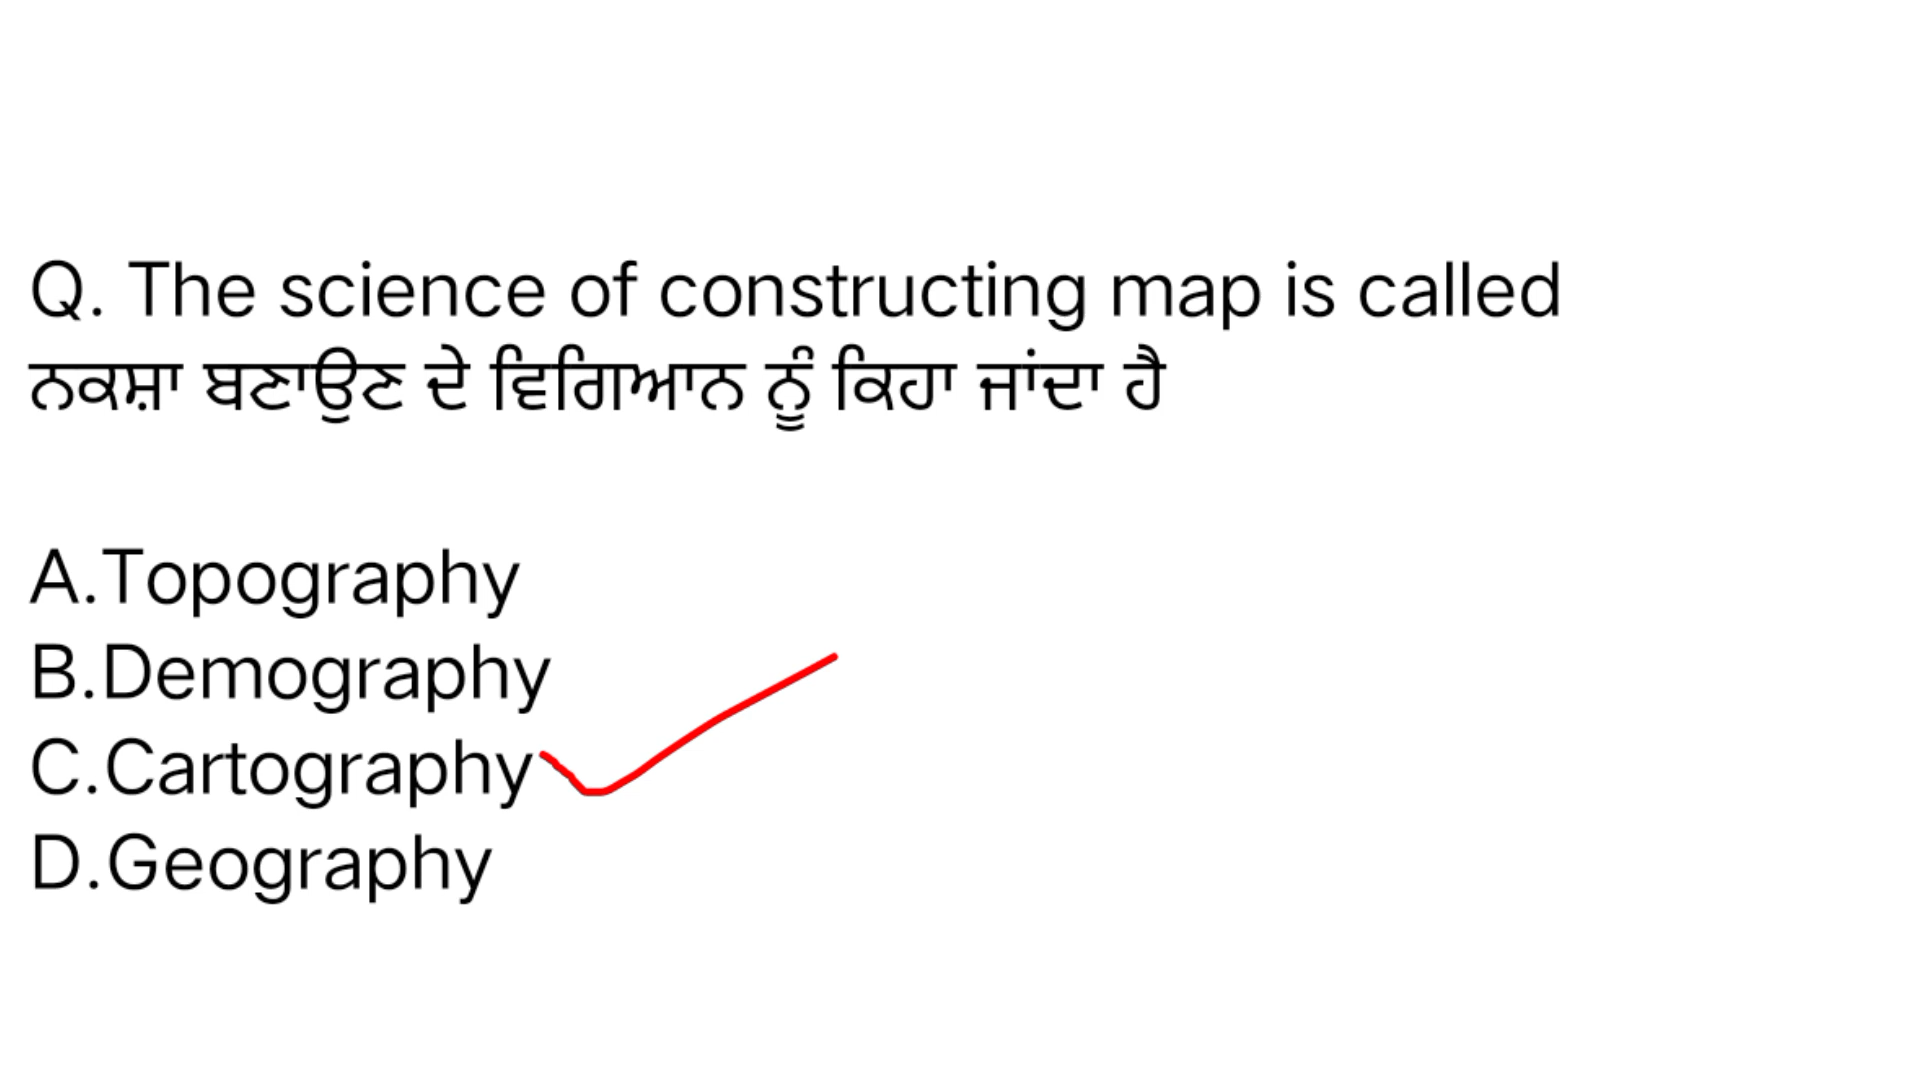 Q. The science of constructing map is called
ਨਕਸ਼ਾ ਬਣਾਉਣ ਦੇ ਵਿਗਿਆਨ ਨੂੰ ਕਿਹਾ ਜਾਂਦਾ ਹੈ
A.Topography
B.Demography
C.Cartography
D.Geography